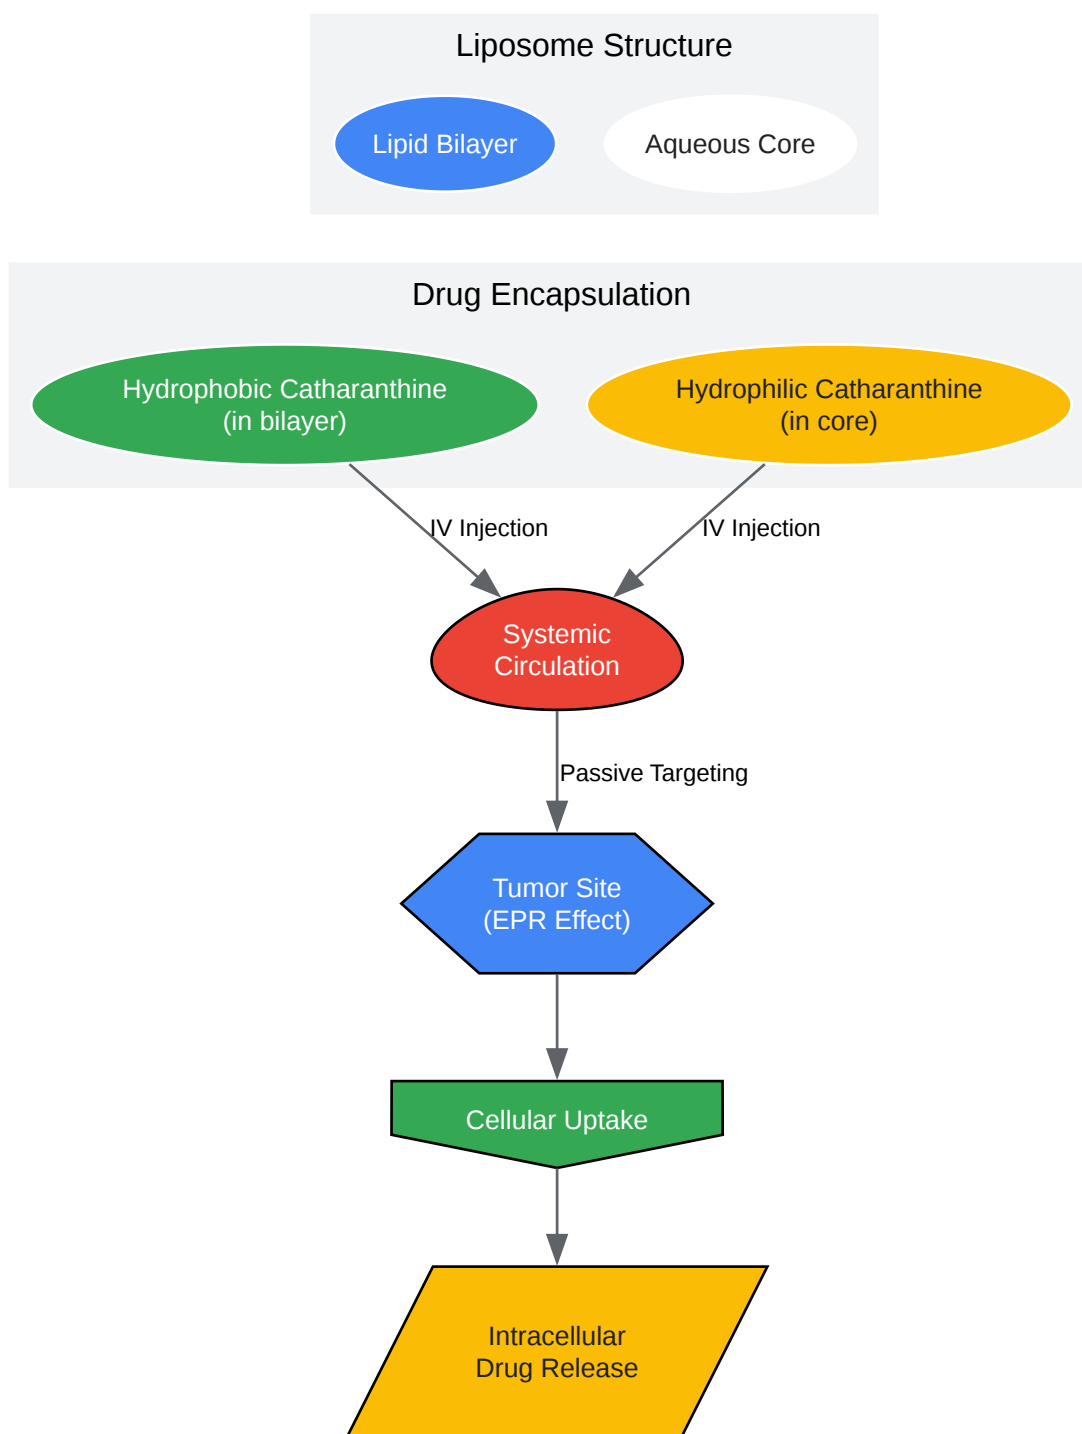 Liposome Structure
Lipid Bilayer
Aqueous Core
Drug Encapsulation
Hydrophobic Catharanthine
(in bilayer)
Hydrophilic Catharanthine
(in core)
IV Injection
IV Injection
Systemic
Circulation
Passive Targeting
Tumor Site
(EPR Effect)
Cellular Uptake
Intracellular
Drug Release